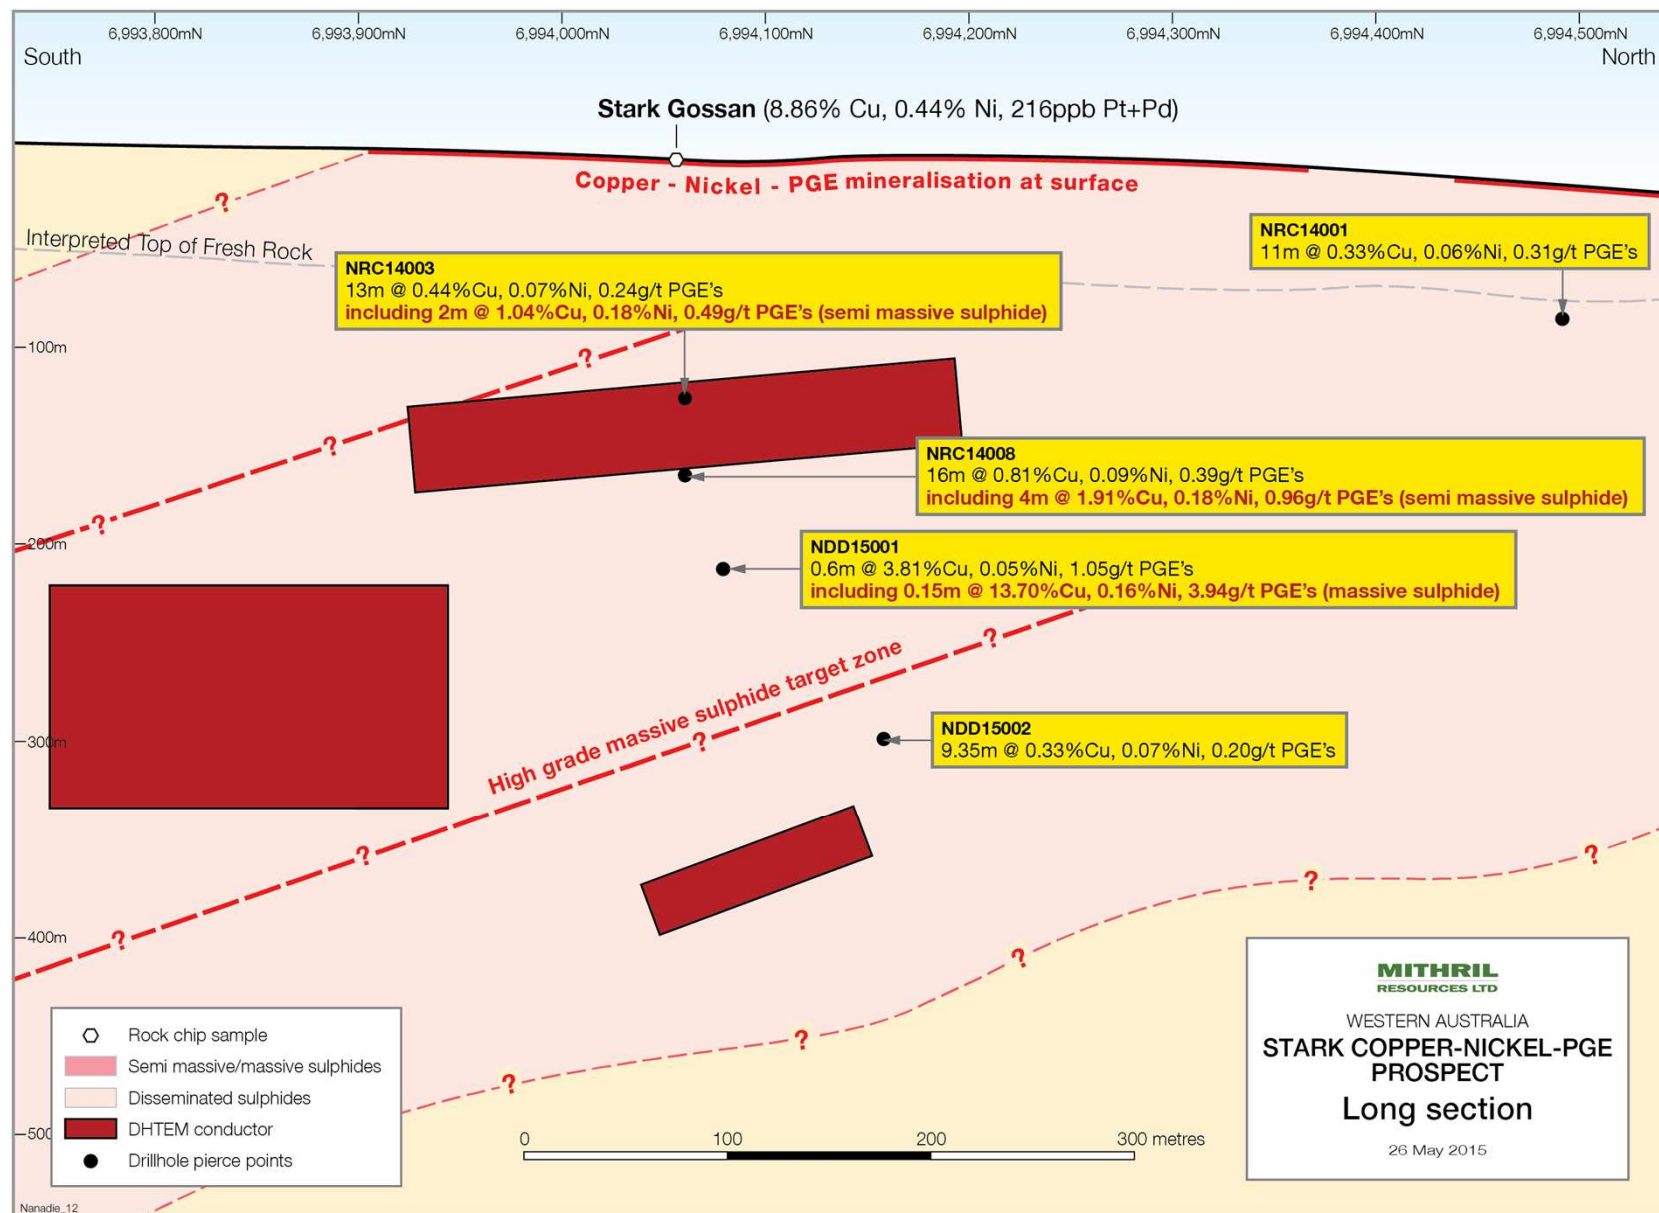 6,993,800mN 6,993,900mN 6,994,000mN 6,994,100mN 6,994,200mN 6,994,300mN 6,994,400mN 6,994,500mN
South
North
Stark Gossan (8.86% Cu, 0.44% Ni, 216ppb Pt+Pd)
Copper - Nickel - PGE mineralisation at surface
?
Interpreted Top of Fresh Rock
NRC14001
11m @ 0.33%Cu, 0.06%Ni, 0.31g/t PGE's
NRC14003
13m @ 0.44%Cu, 0.07%Ni, 0.24g/t PGE's
including 2m @ 1.04%Cu, 0.18%Ni, 0.49g/t PGE's (semi massive sulphide)
100m
?
?
NRC14008
16m @ 0.81%Cu, 0.09%Ni, 0.39g/t PGE's
including 4m @ 1.91%Cu, 0.18%Ni, 0.96g/t PGE's (semi massive sulphide)
?
200m
NDD15001
0.6m @ 3.81%Cu, 0.05%Ni, 1.05g/t PGE's
including 0.15m @ 13.70%Cu, 0.16%Ni, 3.94g/t PGE's (massive sulphide)
?
High grade massive sulphide target zone
?
300m
NDD15002
9.35m @ 0.33%Cu, 0.07%Ni, 0.20g/t PGE's
?
?
?
?
400m
?
?
?
500
Rock chip sample
Semi massive/massive sulphides
Disseminated sulphides
DHTEM conductor
Drillhole pierce points
0 100 200 300 metres
MITHRIL
RESOURCES LTD
WESTERN AUSTRALIA
STARK COPPER-NICKEL-PGE
PROSPECT
Long section
26 May 2015
Nanadie_12